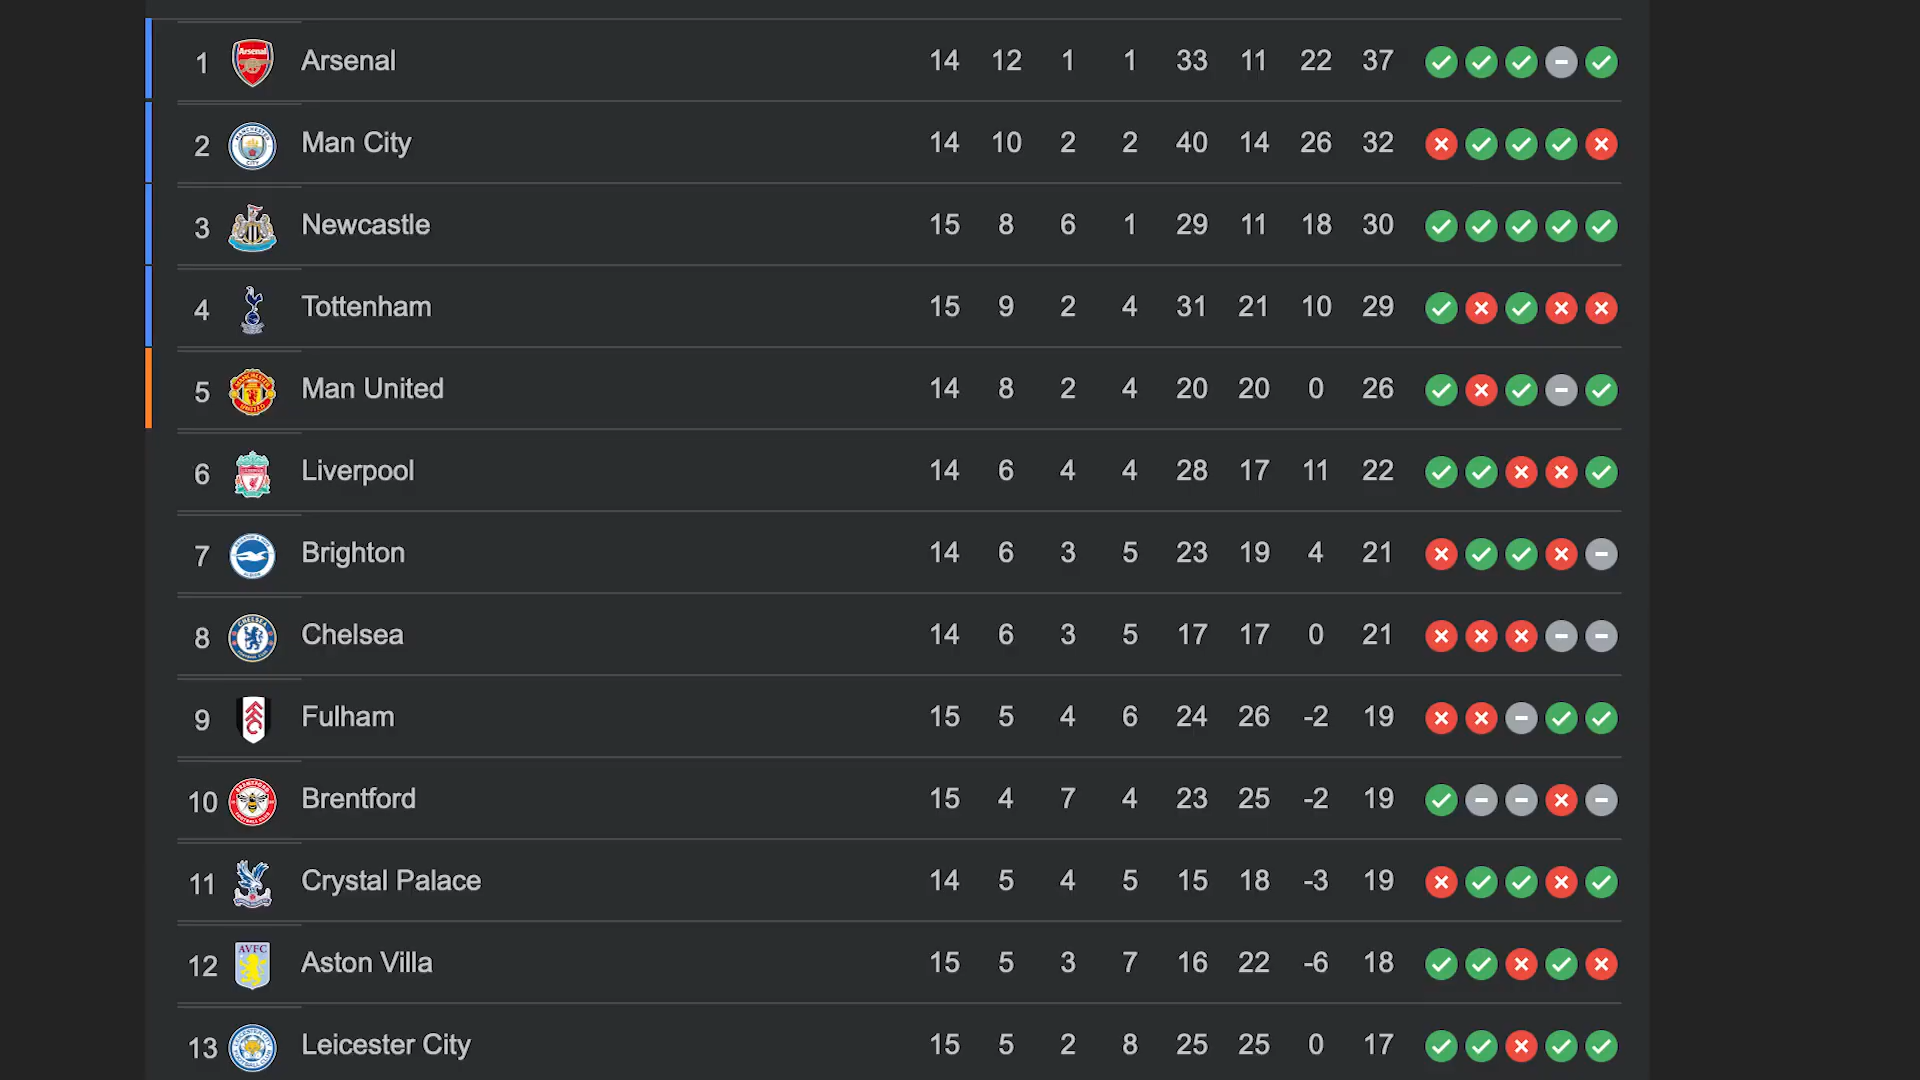 1 Arsenal 14 12 1 1 33 11 22 37
2 Man City 14 10 2 2 40 14 26 32
3 Newcastle 15 8 6 1 29 11 18 30
4 Tottenham 15 9 2 4 31 21 10 29
5 Man United 14 8 2 4 20 20 0 26
6 Liverpool 14 6 4 4 28 17 11 22
7 Brighton 14 6 3 5 23 19 4 21
8 Chelsea 14 6 3 5 17 17 0 21
9 Fulham 15 5 4 6 24 26 -2 19
10 Brentford 15 4 7 4 23 25 -2 19
11 Crystal Palace 14 5 4 5 15 18 -3 19
12 AVFC Aston Villa 15 5 3 7 16 22 -6 18
13 Leicester City 15 5 2 8 25 25 0 17